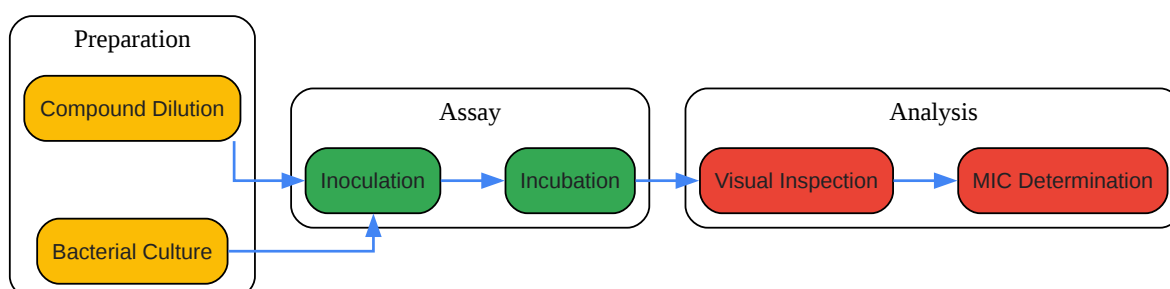 Preparation
Compound Dilution
Bacterial Culture
Assay
Inoculation
Incubation
Analysis
Visual Inspection
MIC Determination